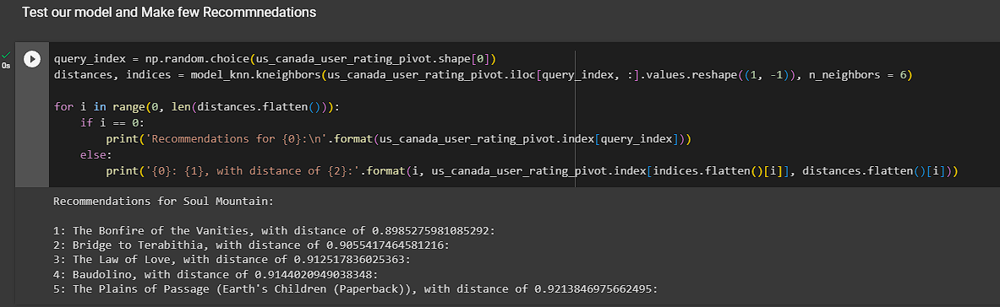 Test our model and Make few Recommnedations
0s
query_index = np.random.choice(us_canada_user_rating_pivot.shape[0])
distances, indices = model_knn.kneighbors(us_canada_user_rating_pivot.iloc[query_index, :].values.reshape((1, -1)), n_neighbors = 6)
for i in range(0, len(distances.flatten())):
if i == 0:
print('Recommendations for {0}:\n'.format(us_canada_user_rating_pivot.index[query_index]))
else:
print('{0}: {1}, with distance of {2}:'.format(i, us_canada_user_rating_pivot.index[indices.flatten()[i]], distances.flatten()[i]))
Recommendations for Soul Mountain:
1: The Bonfire of the Vanities, with distance of 0.8985275981085292:
2: Bridge to Terabithia, with distance of 0.9055417464581216:
3: The Law of Love, with distance of 0.912517836025363:
4: Baudolino, with distance of 0.9144020949038348:
5: The Plains of Passage (Earth's Children (Paperback)), with distance of 0.9213846975662495: